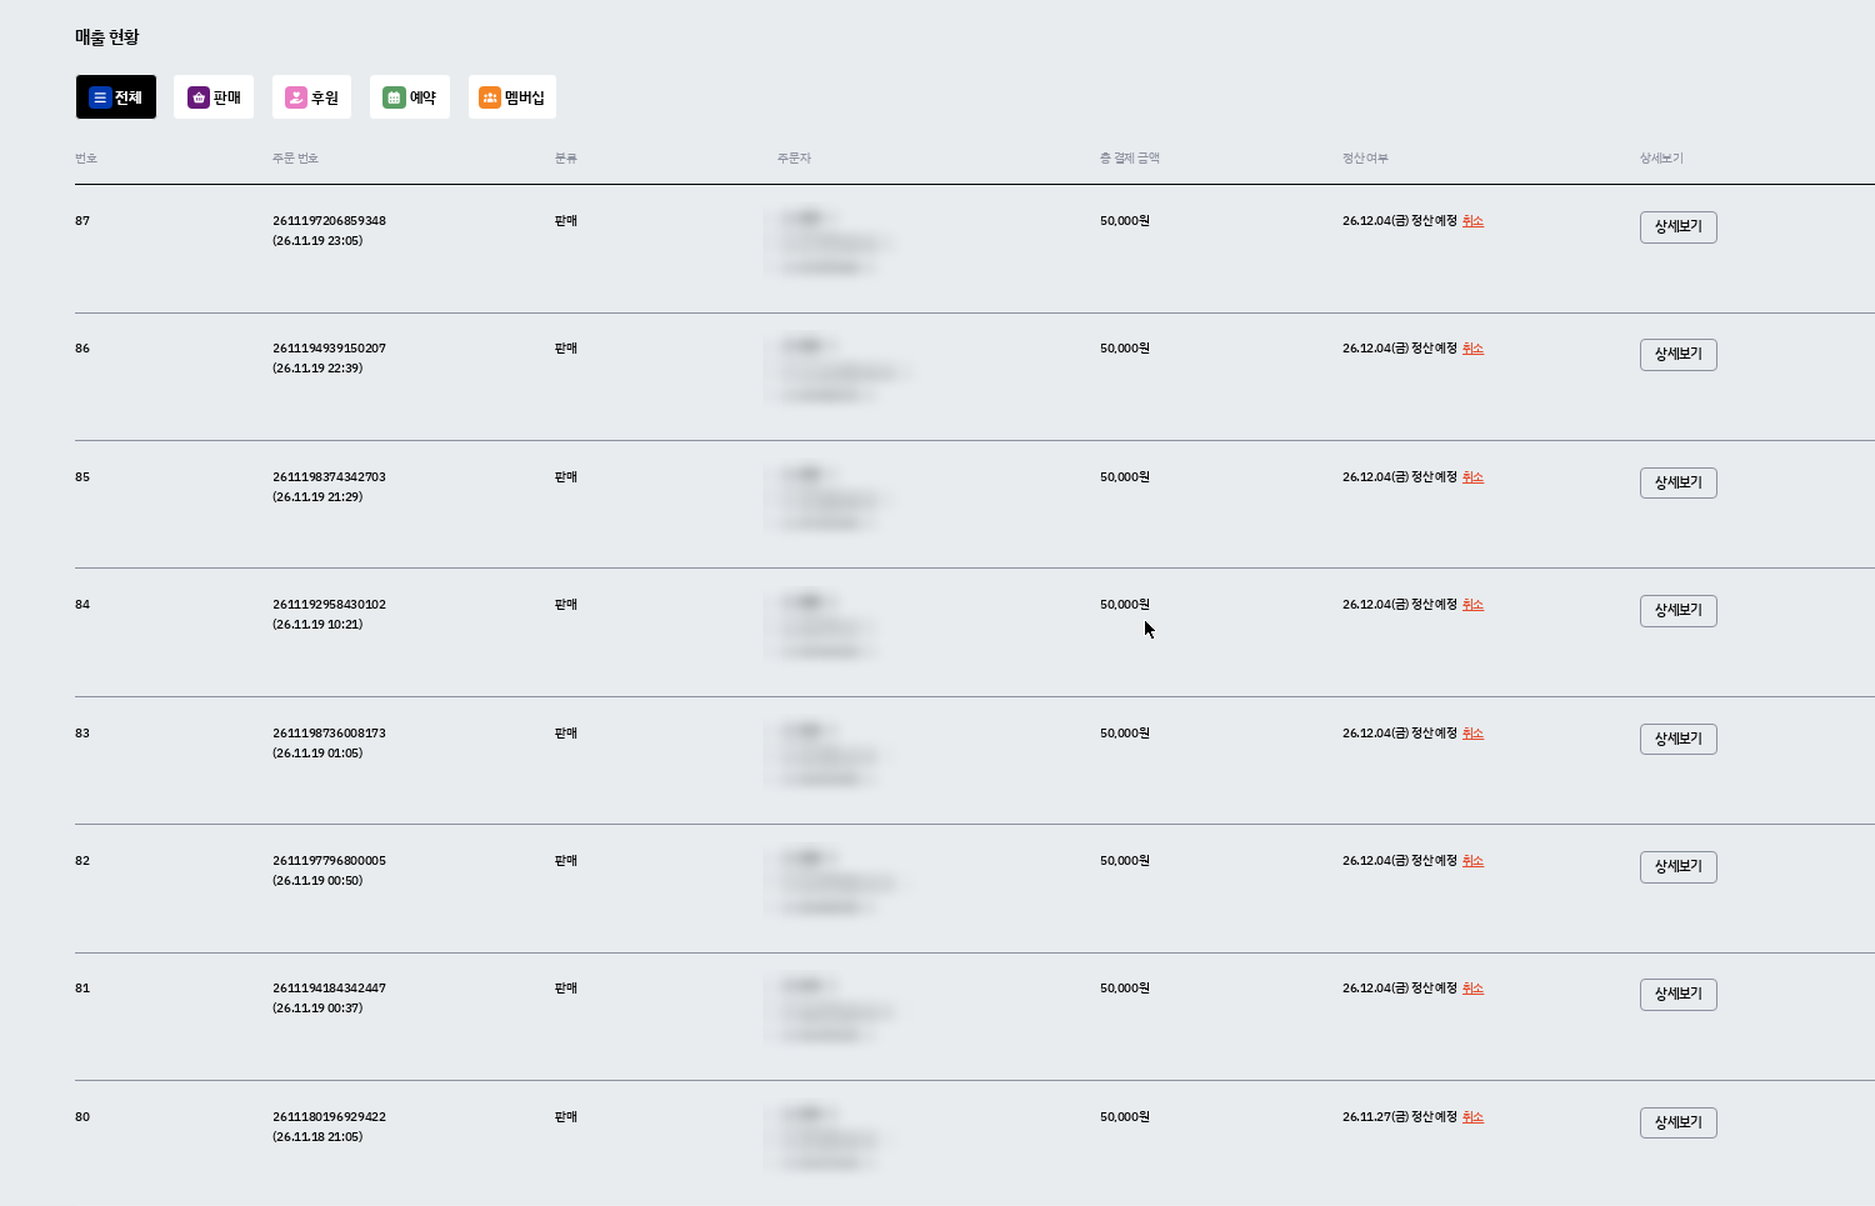 매출 현황
전체 판매 후원 예약 멤버십
번호 주문 번호 분류 주문자 총 결제 금액 정산 여부 상세보기
87 2611197206859348 판매 50,000원 26.12.04(금) 정산 예정 취소 상세보기
(26.11.19 23:05)
86 2611194939150207 판매 50,000원 26.12.04(금) 정산 예정 취소 상세보기
(26.11.19 22:39)
85 2611198374342703 판매 50,000원 26.12.04(금) 정산 예정 취소 상세보기
(26.11.19 21:29)
84 2611192958430102 판매 50,000원 26.12.04(금) 정산 예정 취소 상세보기
(26.11.19 10:21)
83 2611198736008173 판매 50,000원 26.12.04(금) 정산 예정 취소 상세보기
(26.11.19 01:05)
82 2611197796800005 판매 50,000원 26.12.04(금) 정산 예정 취소 상세보기
(26.11.19 00:50)
81 2611194184342447 판매 50,000원 26.12.04(금) 정산 예정 취소 상세보기
(26.11.19 00:37)
80 2611180196929422 판매 50,000원 26.11.27(금) 정산 예정 취소 상세보기
(26.11.18 21:05)